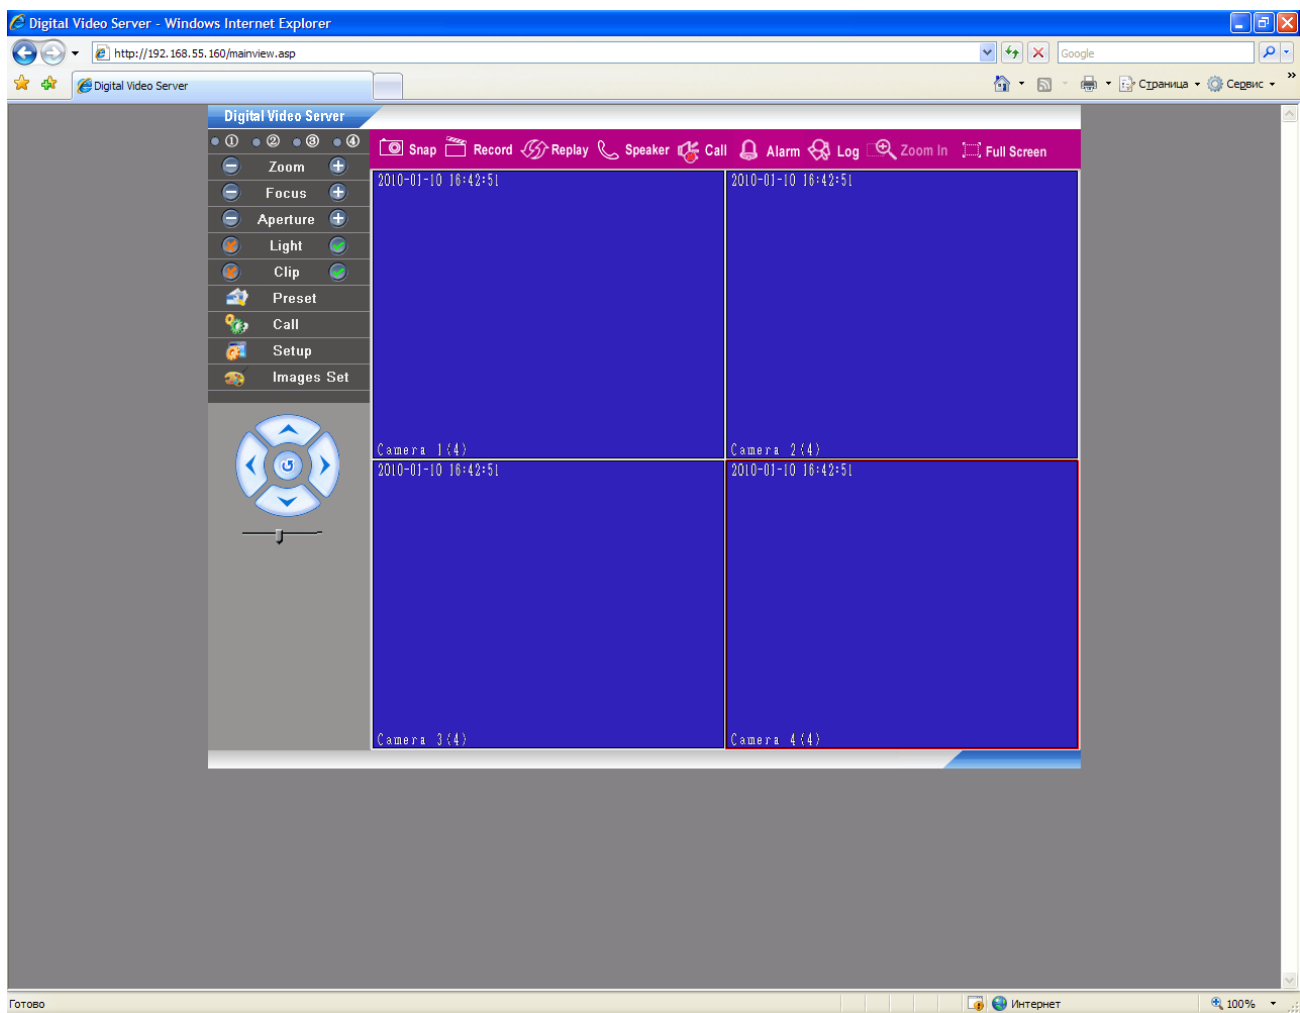 Digital Video Server - Windows Internet Explorer
http://192.168.55.160/mainview.asp
Google
Digital Video Server
Страница
Сервис
»
Digital Video Server
① ② ③ ④
Snap Record Replay Speaker Call Alarm Log Zoom In Full Screen
Zoom
Focus
Aperture
Light
Clip
Preset
Call
Setup
Images Set
2010-01-10 16:42:51
2010-01-10 16:42:51
Camera 1(4)
Camera 2(4)
2010-01-10 16:42:51
2010-01-10 16:42:51
Camera 3(4)
Camera 4(4)
Готово
Интернет
100%